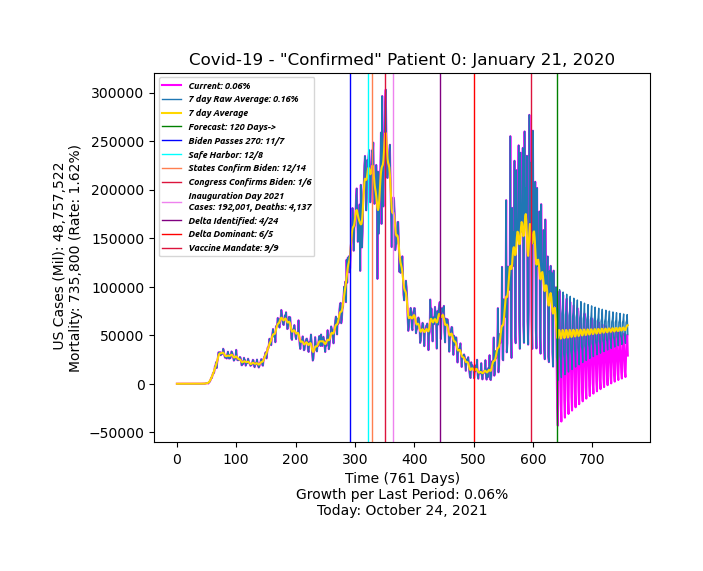 Covid-19 - "Confirmed" Patient 0: January 21, 2020
Current: 0.06%
7 day Raw Average: 0.16%
7 day Average
Forecast: 120 Days->
Biden Passes 270: 11/7
Safe Harbor: 12/8
States Confirm Biden: 12/14
Congress Confirms Biden: 1/6
Inauguration Day 2021
Cases: 192,001, Deaths: 4,137
Delta Identified: 4/24
Delta Dominant: 6/5
Vaccine Mandate: 9/9
US Cases (Mil): 48,757,522
Mortality: 735,800 (Rate: 1.62%)
300000
250000
200000
150000
100000
50000
0
−50000
0 100 200 300 400 500 600 700
Time (761 Days)
Growth per Last Period: 0.06%
Today: October 24, 2021